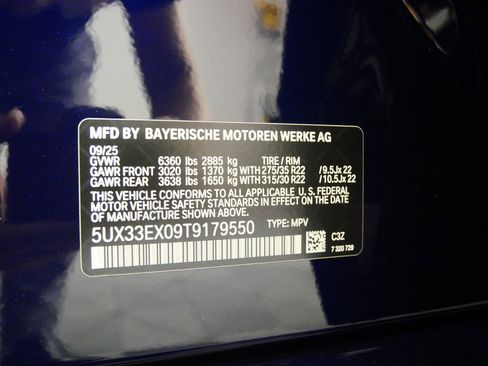 MFD BY BAYERISCHE MOTOREN WERKE AG
09/25
GVWR 6360 lbs 2885 kg TIRE / RIM
GAWR FRONT 3020 lbs 1370 kg WITH 275/35 R22 / 9.5Jx 22
GAWR REAR 3638 lbs 1650 kg WITH 315/30 R22 / 10.5Jx 22
THIS VEHICLE CONFORMS TO ALL APPLICABLE U.S. FEDERAL
MOTOR VEHICLE SAFETY STANDARDS IN EFFECT ON THE DATE
OF MANUFACTURE SHOWN ABOVE.
5UX33EX09T9179550 TYPE: MPV
C3Z
7 320 729